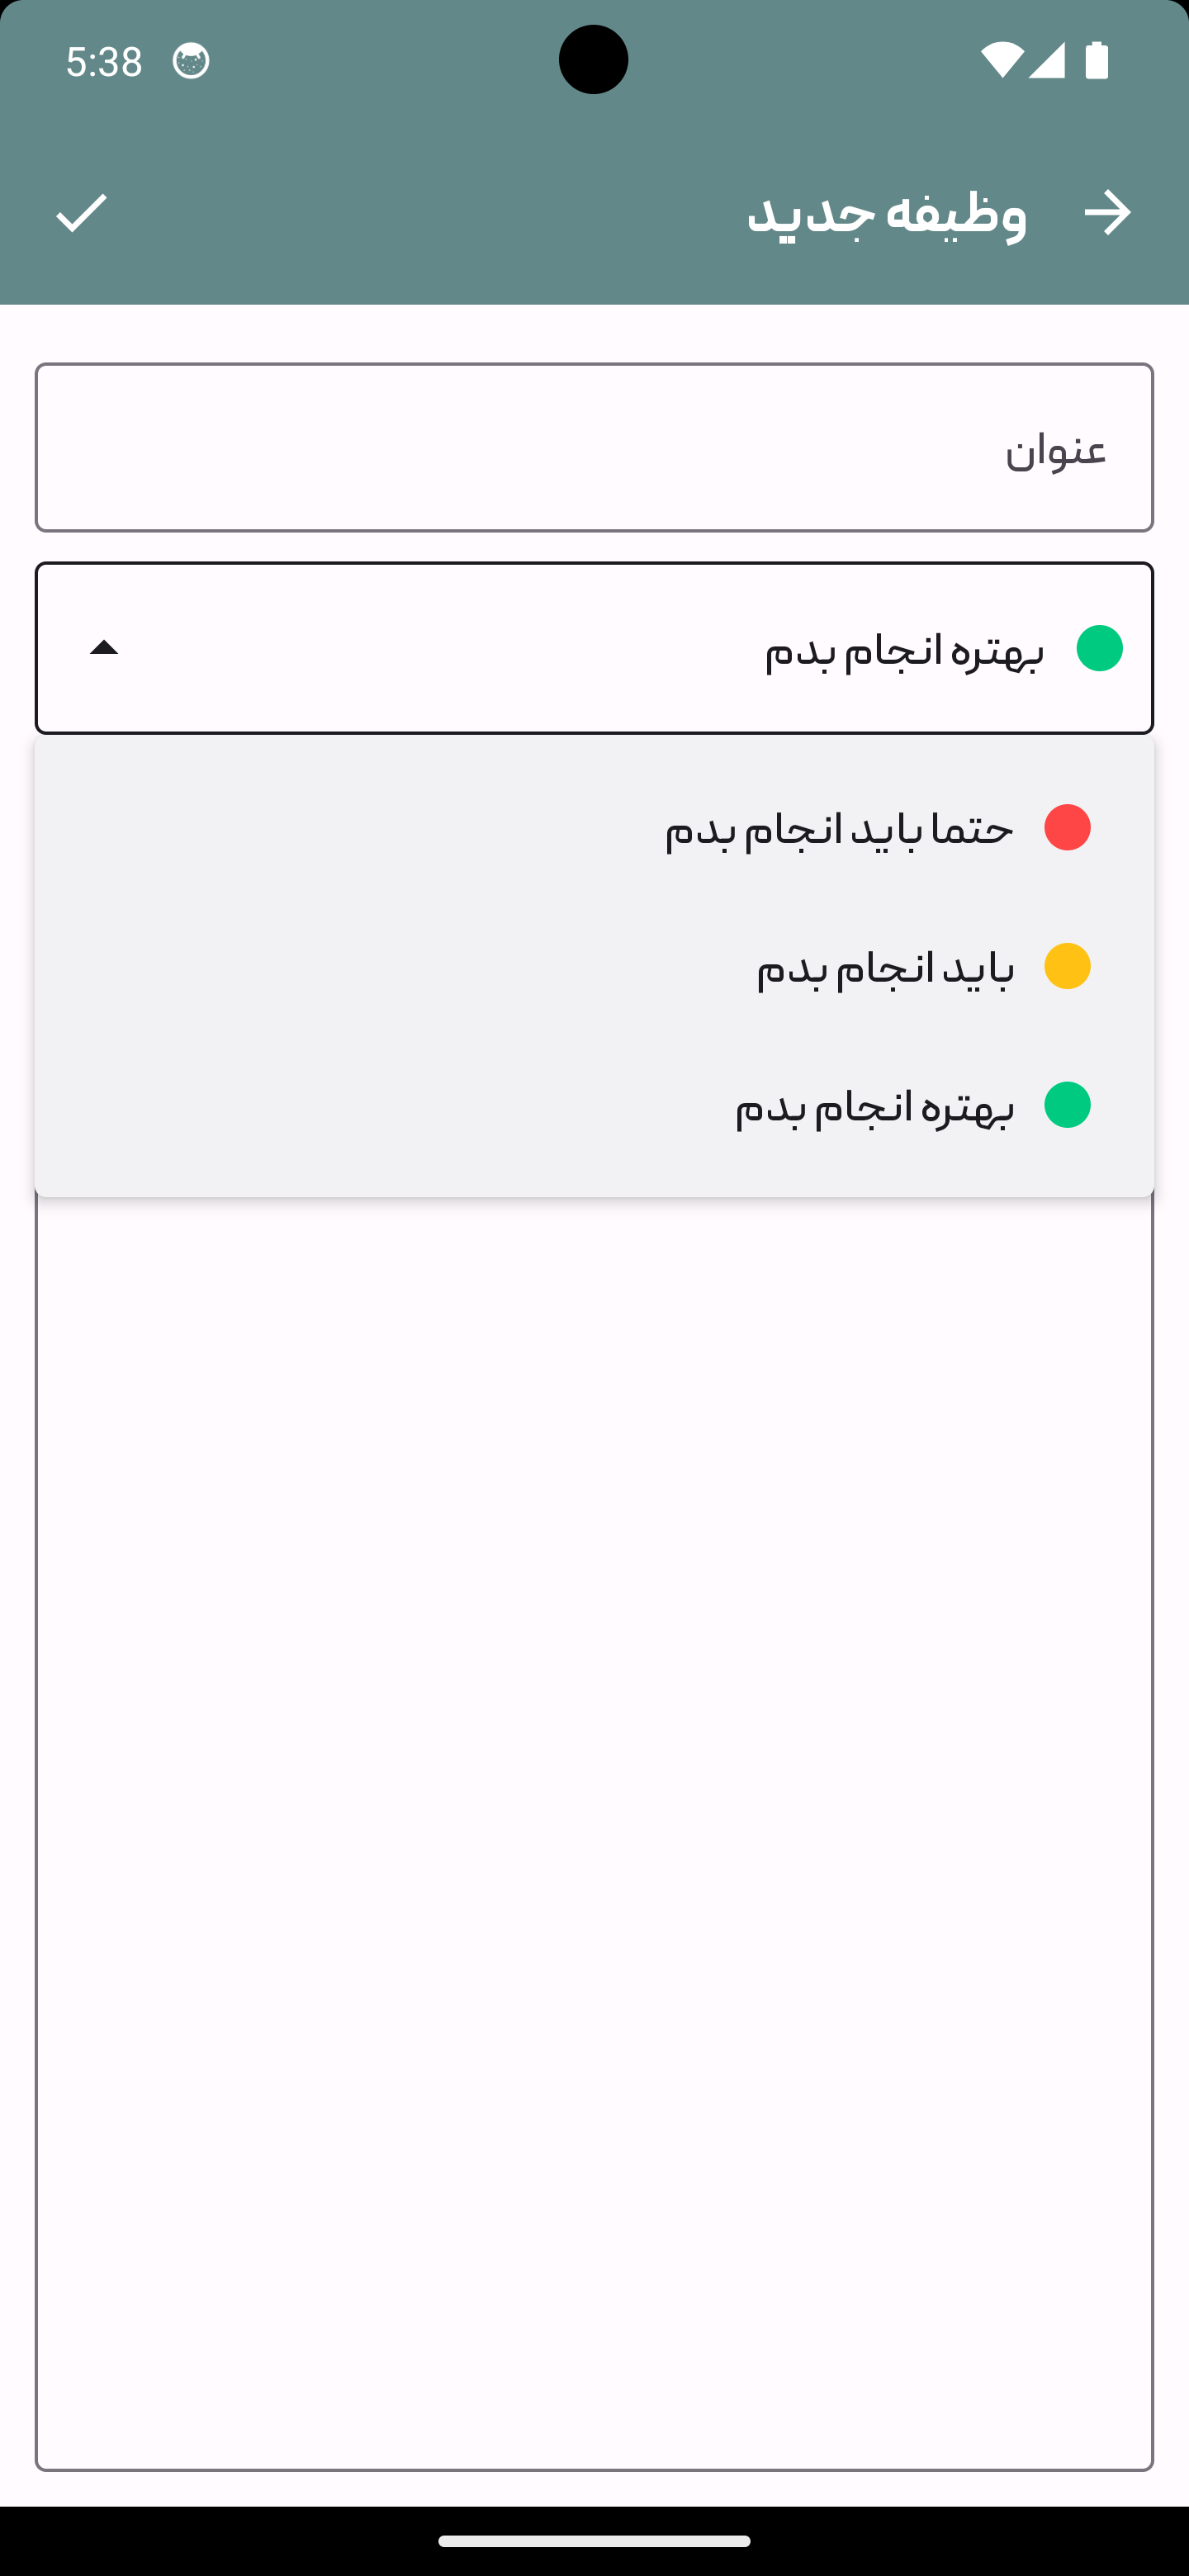 5:38
وظیفه جدید
عنوان
بهتره انجام بدم
حتما باید انجام بدم
باید انجام بدم
بهتره انجام بدم